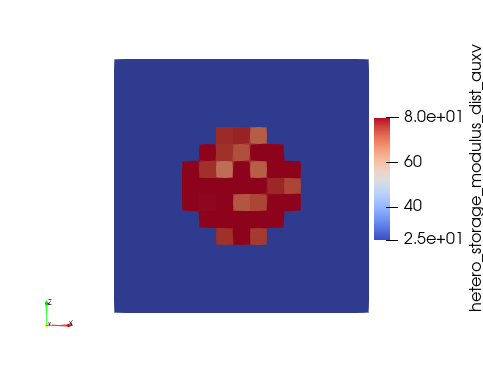 8.0e+01
60
40
2.5e+01
hetero_storage_modulus_dist_auxv
Z
Y
X